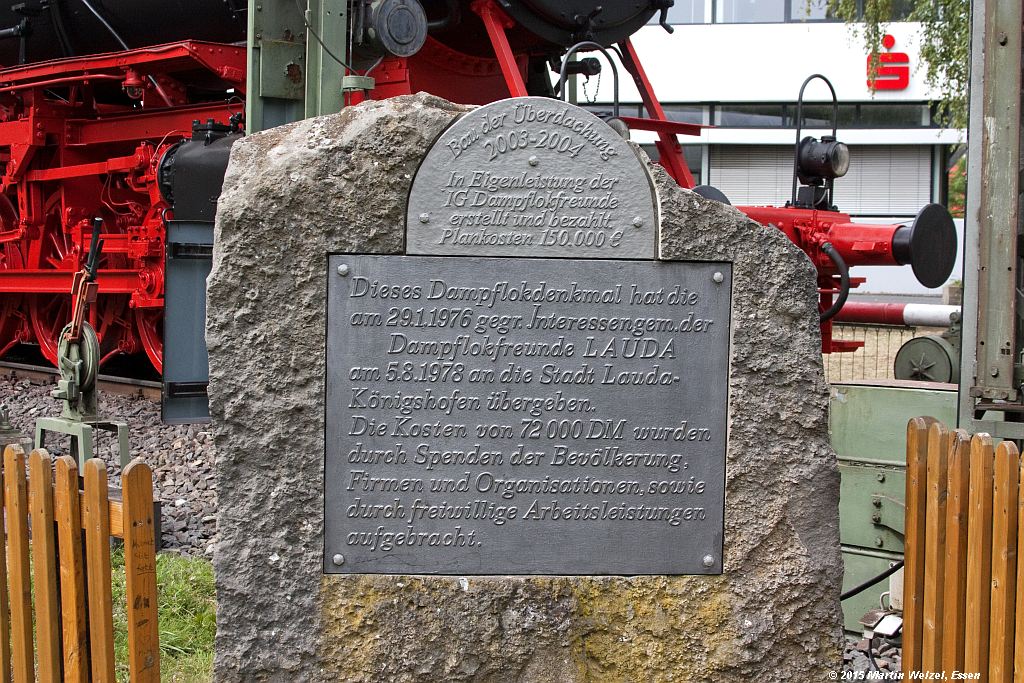 Bau der Überdachung
2003-2004
In Eigenleistung der
IG Dampflokfreunde
erstellt und bezahlt.
Plankosten 150.000 €
Dieses Dampflokdenkmal hat die
am 29.1.1976 gegr. Interessengem. der
Dampflokfreunde LAUDA
am 5.8.1978 an die Stadt Lauda-
Königshofen übergeben.
Die Kosten von 72 000 DM wurden
durch Spenden der Bevölkerung,
Firmen und Organisationen, sowie
durch freiwillige Arbeitsleistungen
aufgebracht.
© 2015 Martin Welzel, Essen